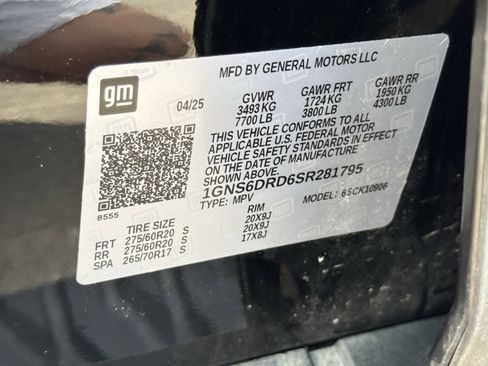 MFD BY GENERAL MOTORS LLC
gm
04/25
GVWR GAWR FRT GAWR RR
3493 KG 1724 KG 1950 KG
7700 LB 3800 LB 4300 LB
THIS VEHICLE CONFORMS TO ALL
APPLICABLE U.S. FEDERAL MOTOR
VEHICLE SAFETY STANDARDS IN EFFECT
ON THE DATE OF MANUFACTURE SHOWN ABOVE.
1GNS6DRD6SR281795
8555
TYPE: MPV MODEL: 6SCK10906
TIRE SIZE RIM
FRT 275/60R20 S 20X9J
RR 275/60R20 S 20X9J
SPA 265/70R17 S 17X8J